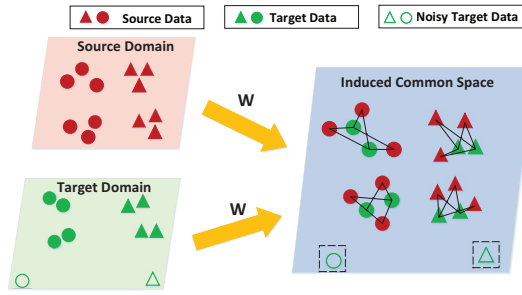 Source Data
Target Data
Noisy Target Data
Source Domain
Induced Common Space
W
Target Domain
W